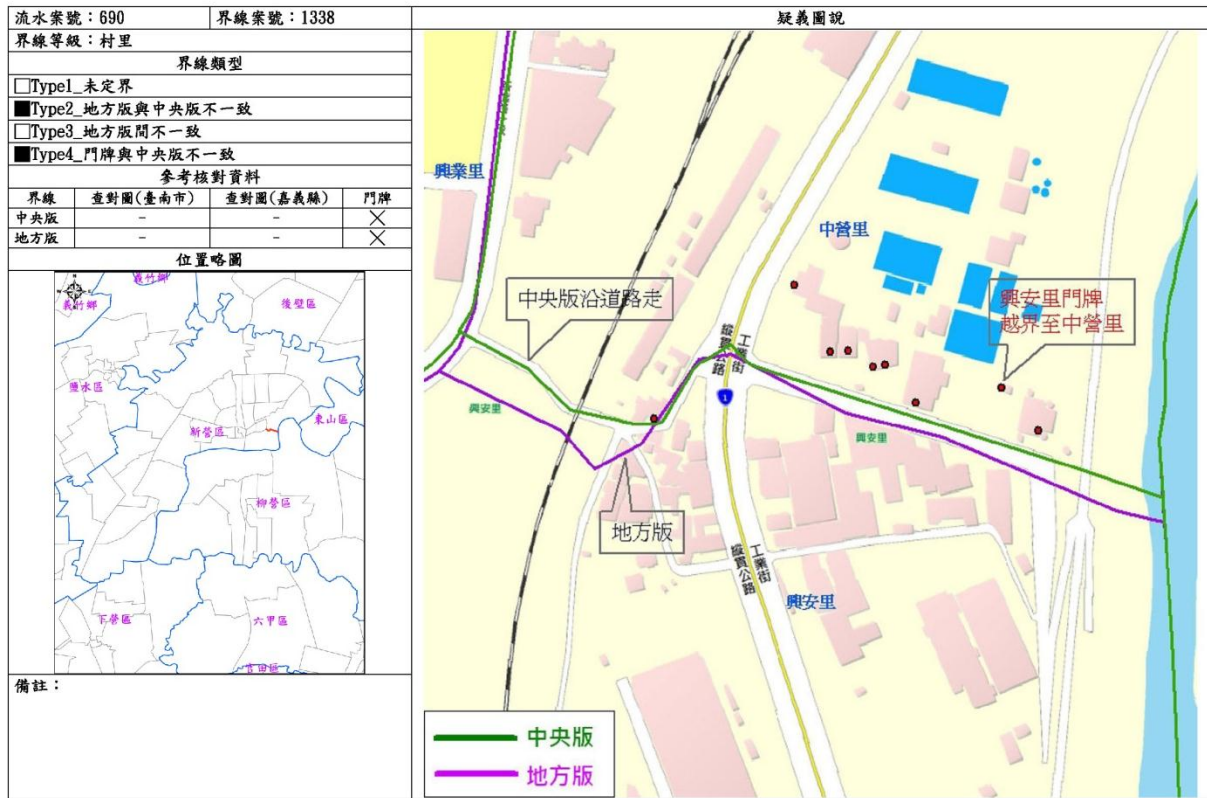 流水案號：690 界線案號：1338
界線等級：村里
界線類型
□Type1_未定界
■Type2_地方版與中央版不一致
□Type3_地方版間不一致
■Type4_門牌與中央版不一致
參考核對資料
界線 查對圖(臺南市) 查對圖(嘉義縣) 門牌
中央版 - - ╳
地方版 - - ╳
位置略圖
義竹鄉
義竹鄉
後壁區
鹽水區
新營區
東山區
柳營區
下營區
六甲區
官田區
備註：
疑義圖說
興業里
中營里
中央版沿道路走
興安里門牌
越界至中營里
縱貫公路
工業街
1
興安里
興安里
地方版
縱貫公路
工業街
興安里
中央版
地方版